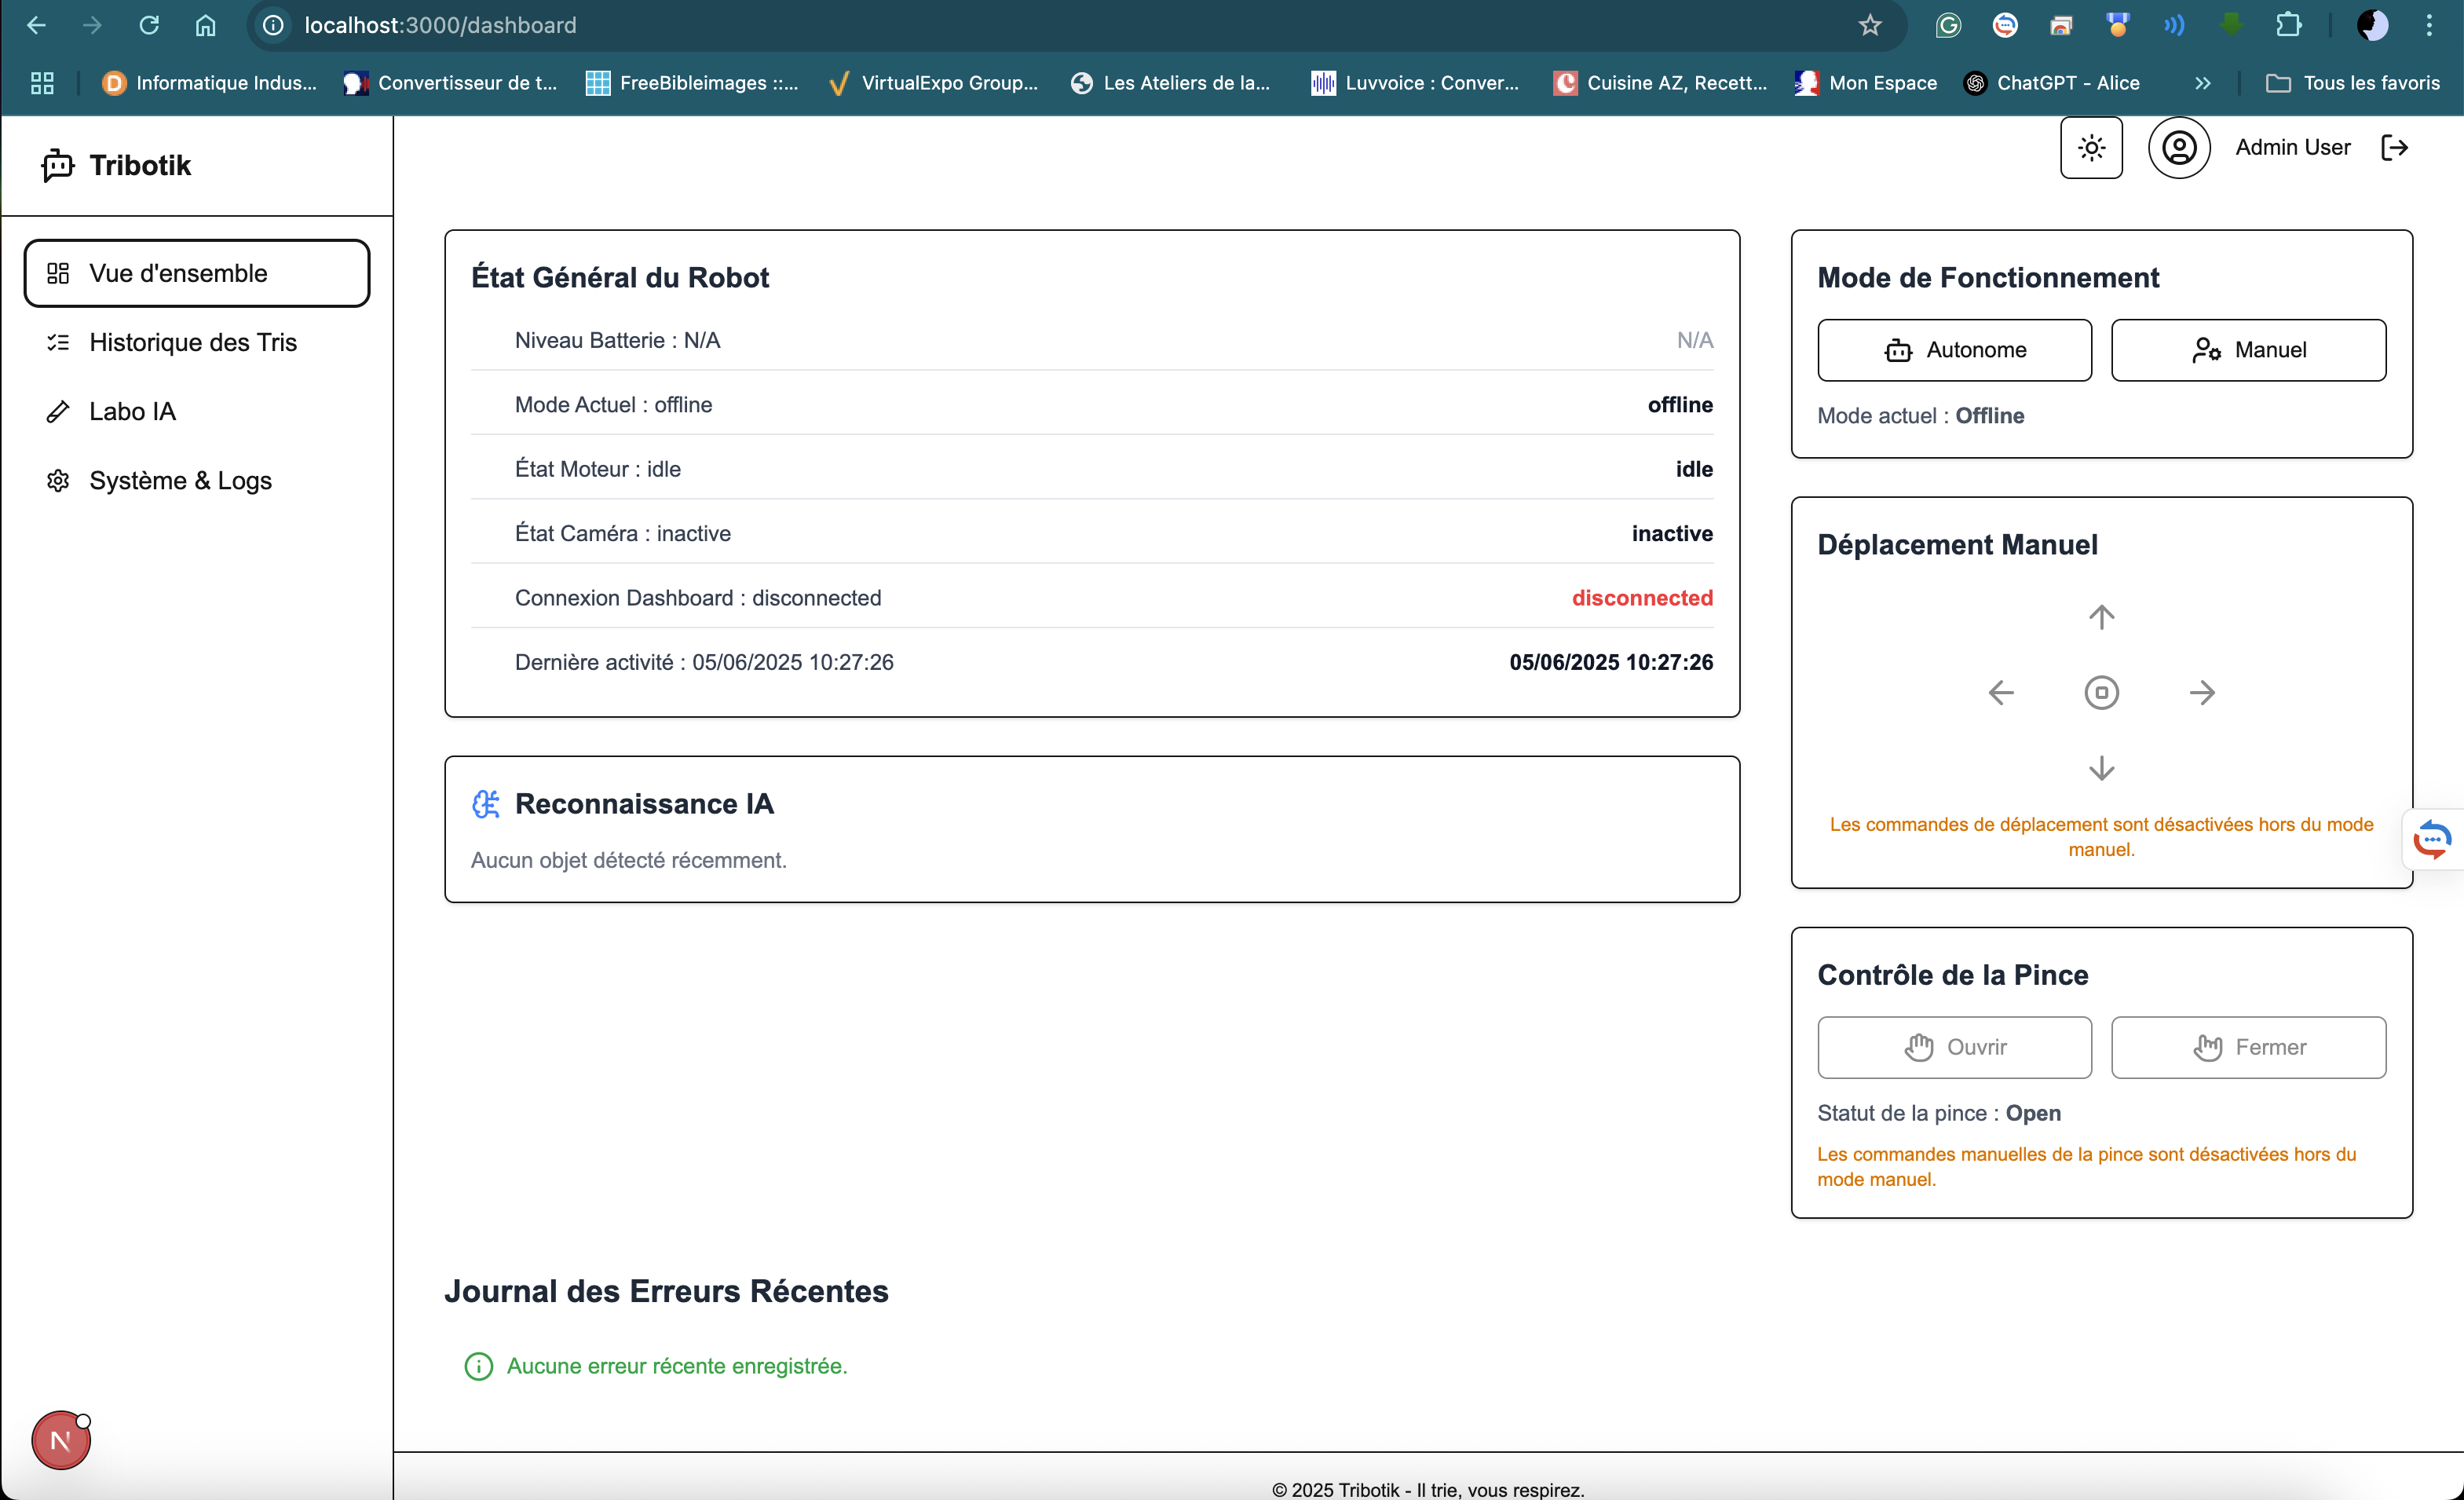 localhost:3000/dashboard
Informatique Indus...
Convertisseur de t...
FreeBibleimages ::...
VirtualExpo Group...
Les Ateliers de la...
Luvvoice : Conver...
Cuisine AZ, Recett...
Mon Espace
ChatGPT - Alice
Tous les favoris
Tribotik
Admin User
Vue d'ensemble
Historique des Tris
Labo IA
Système & Logs
État Général du Robot
Niveau Batterie : N/A N/A
Mode Actuel : offline offline
État Moteur : idle idle
État Caméra : inactive inactive
Connexion Dashboard : disconnected disconnected
Dernière activité : 05/06/2025 10:27:26 05/06/2025 10:27:26
Reconnaissance IA
Aucun objet détecté récemment.
Mode de Fonctionnement
Autonome Manuel
Mode actuel : Offline
Déplacement Manuel
Les commandes de déplacement sont désactivées hors du mode
manuel.
Contrôle de la Pince
Ouvrir Fermer
Statut de la pince : Open
Les commandes manuelles de la pince sont désactivées hors du
mode manuel.
Journal des Erreurs Récentes
Aucune erreur récente enregistrée.
N
© 2025 Tribotik - Il trie, vous respirez.